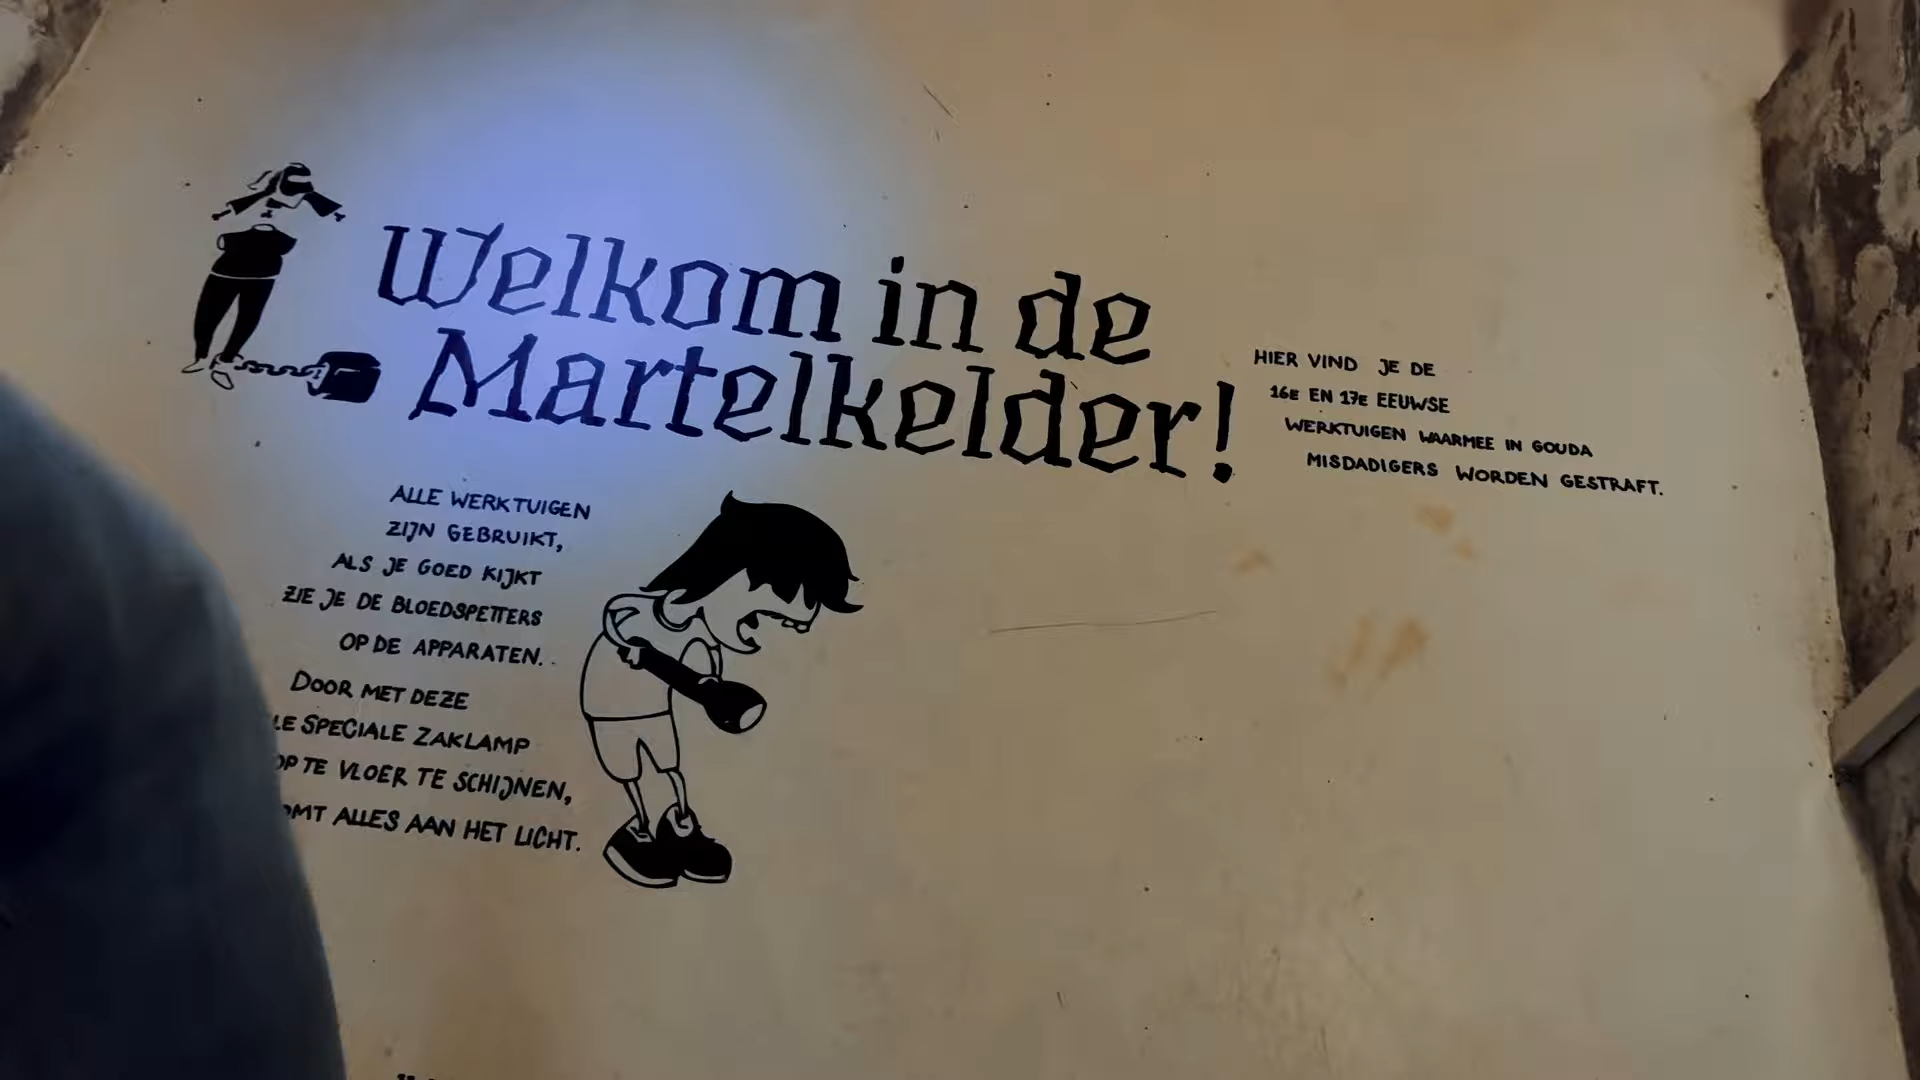 Welkom in de
Martelkelder!
HIER VIND JE DE
16E EN 17E EEUWSE
WERKTUIGEN WAARMEE IN GOUDA
MISDADIGERS WORDEN GESTRAFT.
ALLE WERKTUIGEN
ZIJN GEBRUIKT,
ALS JE GOED KIJKT
ZIE JE DE BLOEDSPETTERS
OP DE APPARATEN.
DOOR MET DEZE
LE SPECIALE ZAKLAMP
OP TE VLOER TE SCHIJNEN,
OMT ALLES AAN HET LICHT.